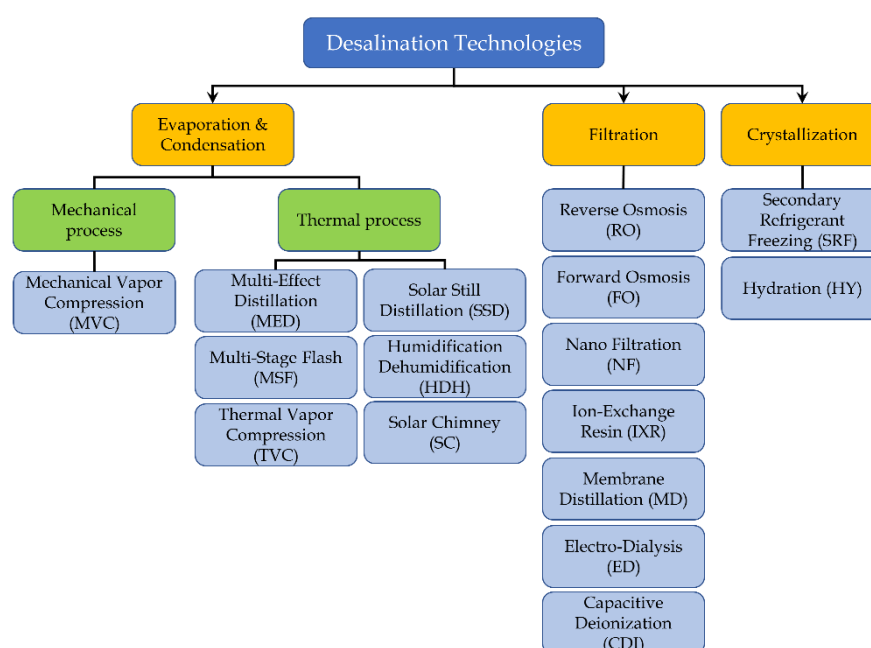 Desalination Technologies
Evaporation &
Condensation
Filtration
Crystallization
Mechanical
process
Thermal process
Mechanical Vapor
Compression
(MVC)
Multi-Effect
Distillation
(MED)
Multi-Stage Flash
(MSF)
Thermal Vapor
Compression
(TVC)
Solar Still
Distillation (SSD)
Humidification
Dehumidification
(HDH)
Solar Chimney
(SC)
Reverse Osmosis
(RO)
Forward Osmosis
(FO)
Nano Filtration
(NF)
Ion-Exchange
Resin (IXR)
Membrane
Distillation (MD)
Electro-Dialysis
(ED)
Capacitive
Deionization
(CDI)
Secondary
Refrigerant
Freezing (SRF)
Hydration (HY)